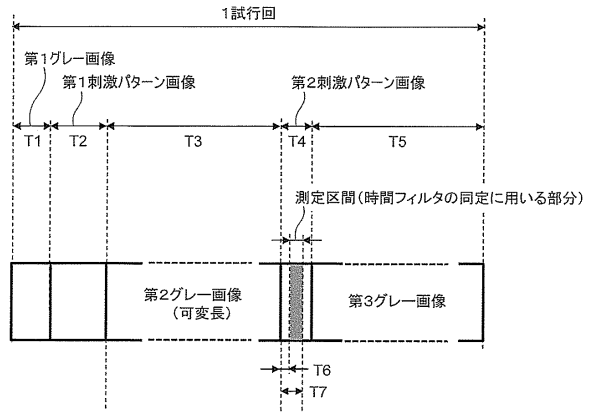 1試行回
第1グレー画像
第1刺激パターン画像
第2刺激パターン画像
T1
T2
T3
T4
T5
測定区間(時間フィルタの同定に用いる部分)
第2グレー画像
(可変長)
第3グレー画像
T6
T7